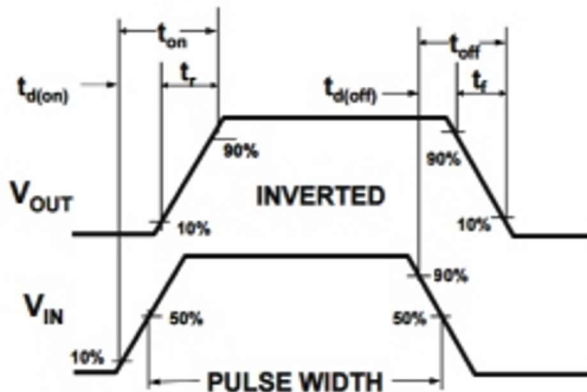 t_on
t_off
t_d(on)
t_r
t_d(off)
t_f
90%
90%
V_OUT
INVERTED
10%
10%
V_IN
90%
50%
50%
10%
PULSE WIDTH